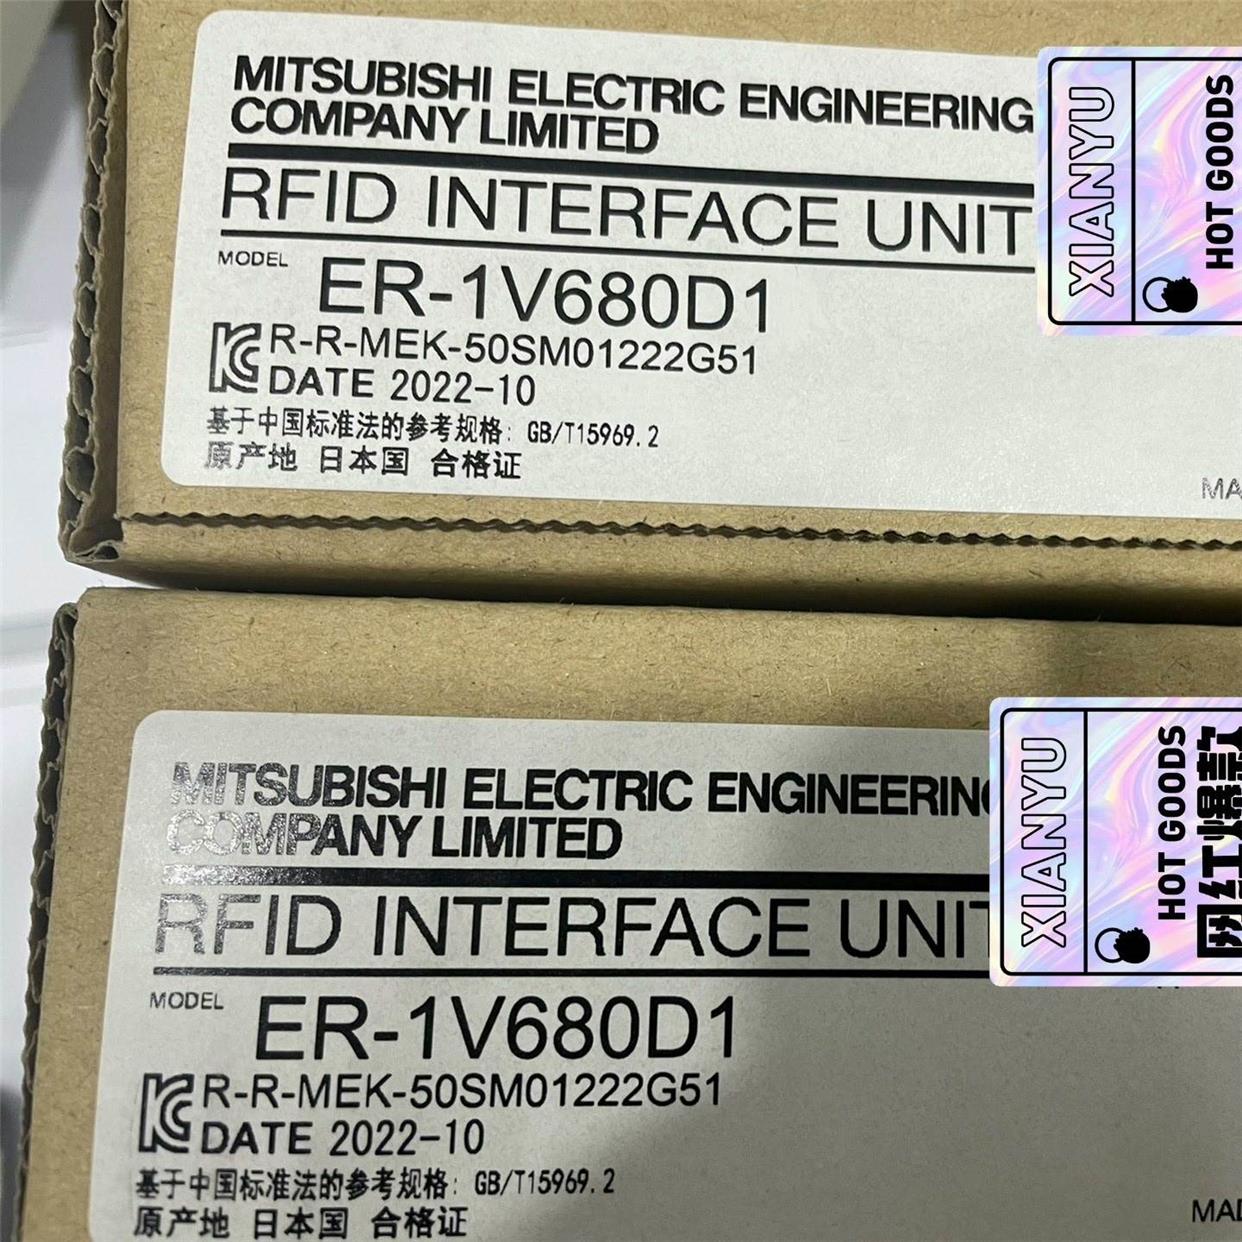 MITSUBISHI ELECTRIC ENGINEERING
COMPANY LIMITED
RFID INTERFACE UNIT
MODEL ER-1V680D1
R-R-MEK-50SM01222G51
DATE 2022-10
基于中国标准法的参考规格: GB/T15969.2
原产地 日本国 合格证
XIANYU
HOT GOODS
MITSUBISHI ELECTRIC ENGINEERING
COMPANY LIMITED
RFID INTERFACE UNIT
MODEL ER-1V680D1
R-R-MEK-50SM01222G51
DATE 2022-10
基于中国标准法的参考规格: GB/T15969.2
原产地 日本国 合格证
XIANYU
HOT GOODS
网红爆款